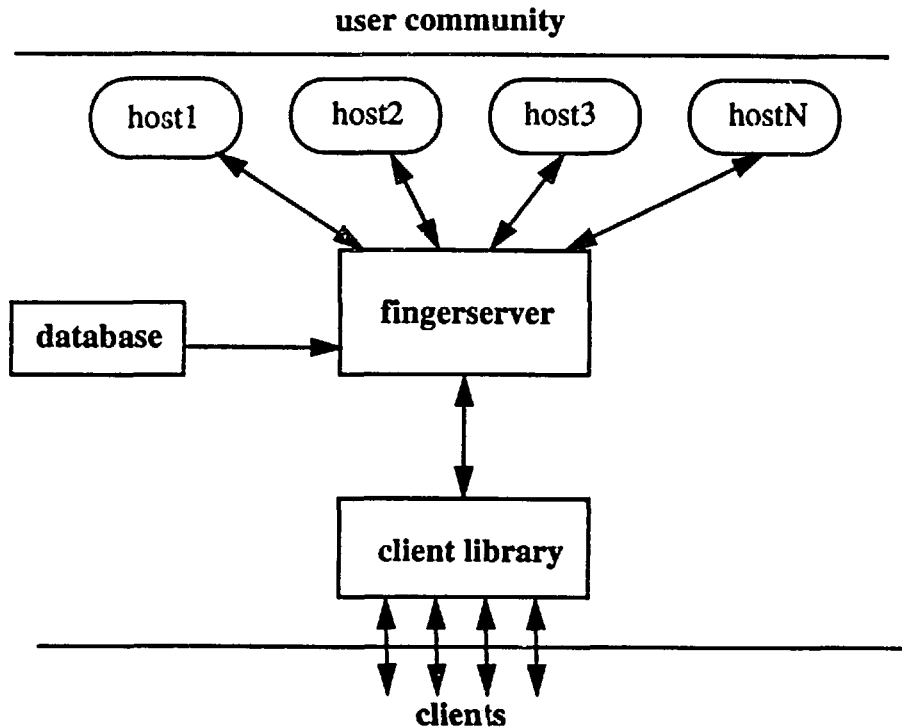 user community
host1
host2
host3
hostN
fingerserver
database
client library
clients